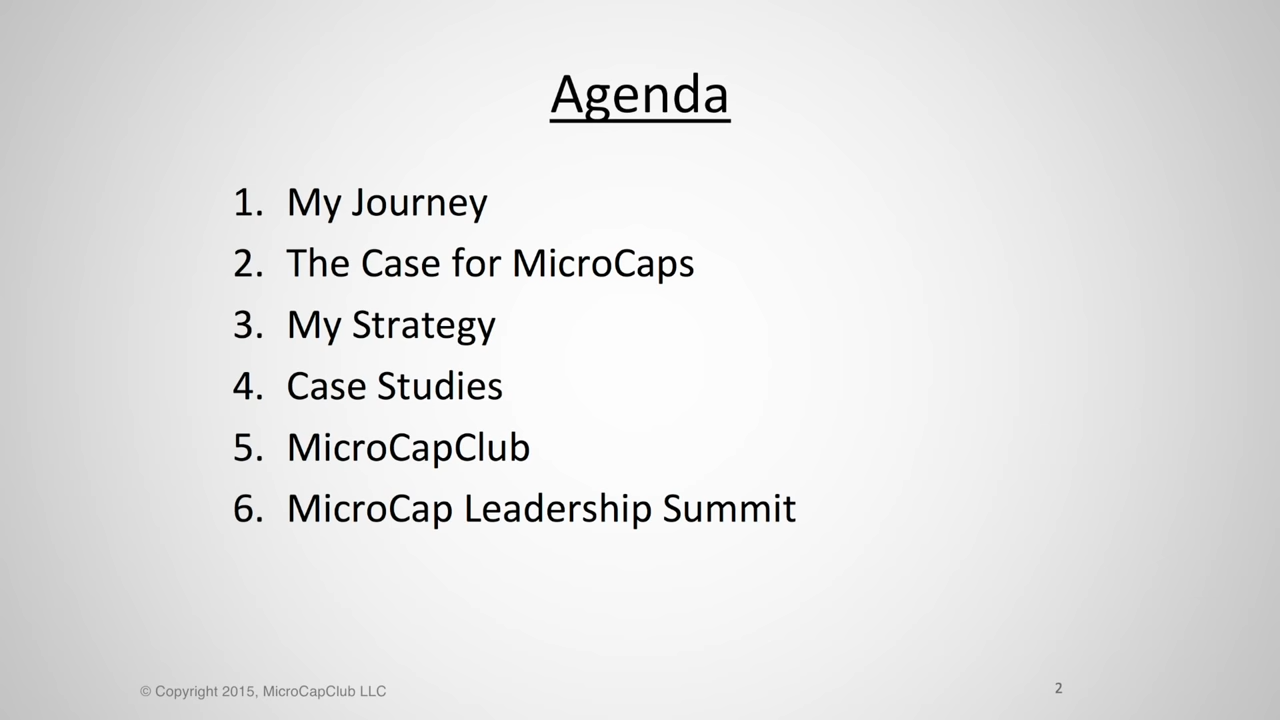 Agenda
1. My Journey
2. The Case for MicroCaps
3. My Strategy
4. Case Studies
5. MicroCapClub
6. MicroCap Leadership Summit
© Copyright 2015, MicroCapClub LLC
2